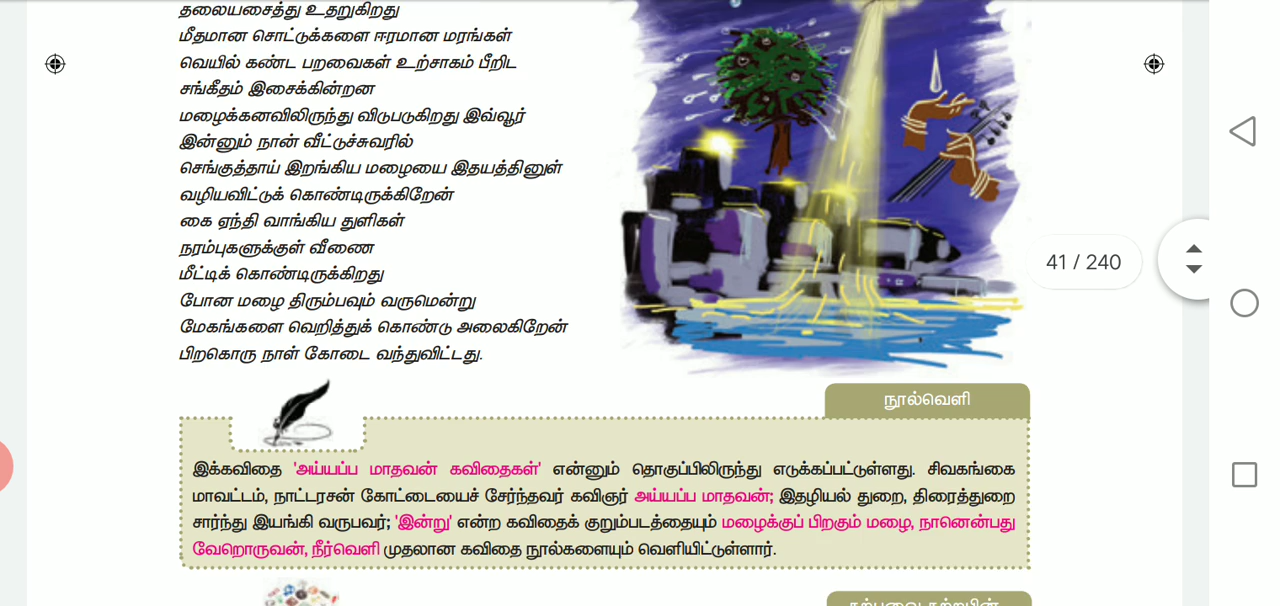 தலையசைத்து உதறுகிறது
மீதமான சொட்டுக்களை ஈரமான மரங்கள்
வெயில் கண்ட பறவைகள் உற்சாகம் பீறிட
சங்கீதம் இசைக்கின்றன
மழைக்கனவிலிருந்து விடுபடுகிறது இவ்வூர்
இன்னும் நான் வீட்டுச்சுவரில்
செங்குத்தாய் இறங்கிய மழையை இதயத்தினுள்
வழியவிட்டுக் கொண்டிருக்கிறேன்
கை ஏந்தி வாங்கிய துளிகள்
நரம்புகளுக்குள் வீணை
மீட்டிக் கொண்டிருக்கிறது
போன மழை திரும்பவும் வருமென்று
மேகங்களை வெறித்துக் கொண்டு அலைகிறேன்
பிறகொரு நாள் கோடை வந்துவிட்டது.
41 / 240
நூல்வெளி
இக்கவிதை 'அய்யப்ப மாதவன் கவிதைகள்' என்னும் தொகுப்பிலிருந்து எடுக்கப்பட்டுள்ளது. சிவகங்கை
மாவட்டம், நாட்டரசன் கோட்டையைச் சேர்ந்தவர் கவிஞர் அய்யப்ப மாதவன்; இதழியல் துறை, திரைத்துறை
சார்ந்து இயங்கி வருபவர்; 'இன்று' என்ற கவிதைக் குறும்படத்தையும் மழைக்குப் பிறகும் மழை, நானென்பது
வேறொருவன், நீர்வெளி முதலான கவிதை நூல்களையும் வெளியிட்டுள்ளார்.
கற்பவை கற்றபின்